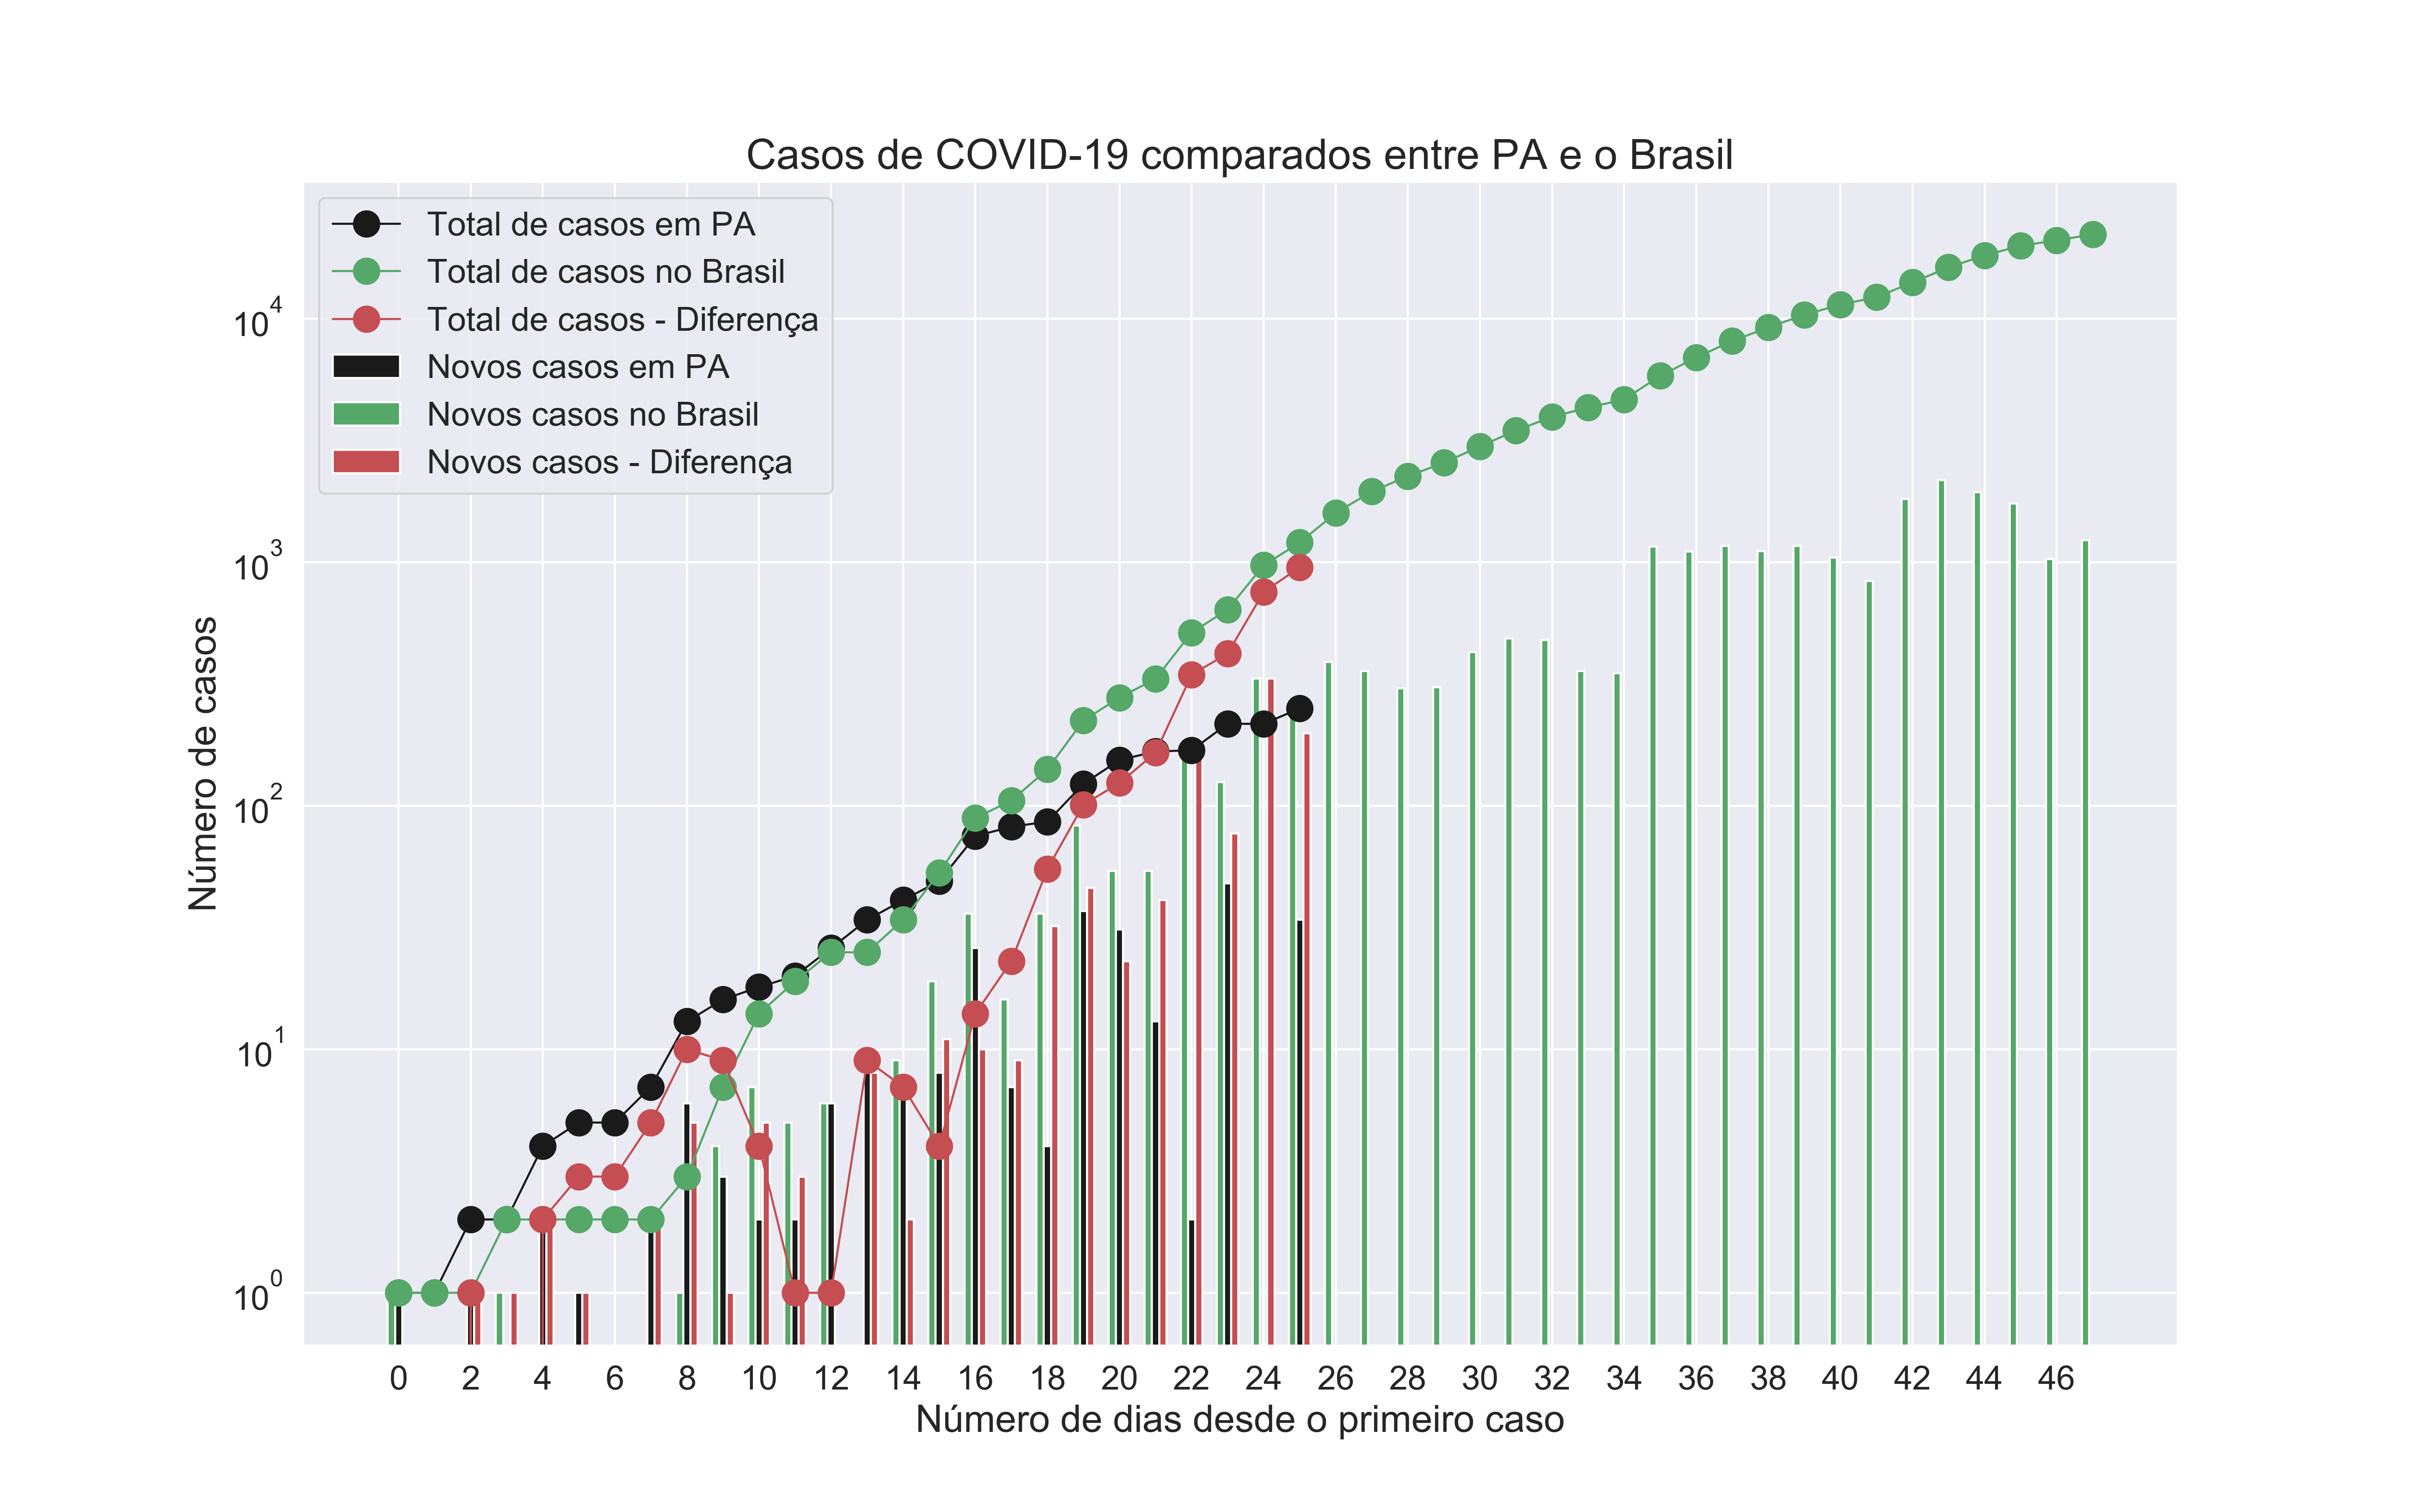 Casos de COVID-19 comparados entre PA e o Brasil
Total de casos em PA
Total de casos no Brasil
Total de casos - Diferença
Novos casos em PA
Novos casos no Brasil
Novos casos - Diferença
Número de casos
10^4
10^3
10^2
10^1
10^0
0 2 4 6 8 10 12 14 16 18 20 22 24 26 28 30 32 34 36 38 40 42 44 46
Número de dias desde o primeiro caso